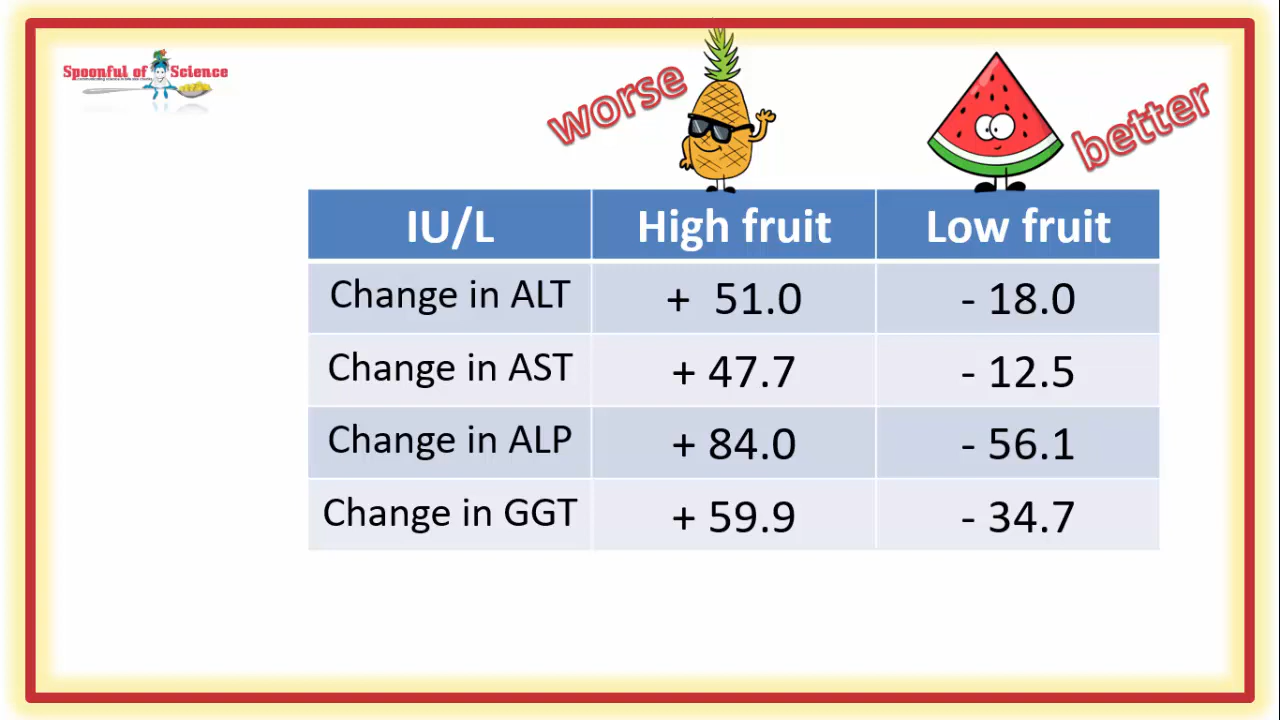 Spoonful of Science
worse
better
IU/L High fruit Low fruit
Change in ALT + 51.0 - 18.0
Change in AST + 47.7 - 12.5
Change in ALP + 84.0 - 56.1
Change in GGT + 59.9 - 34.7